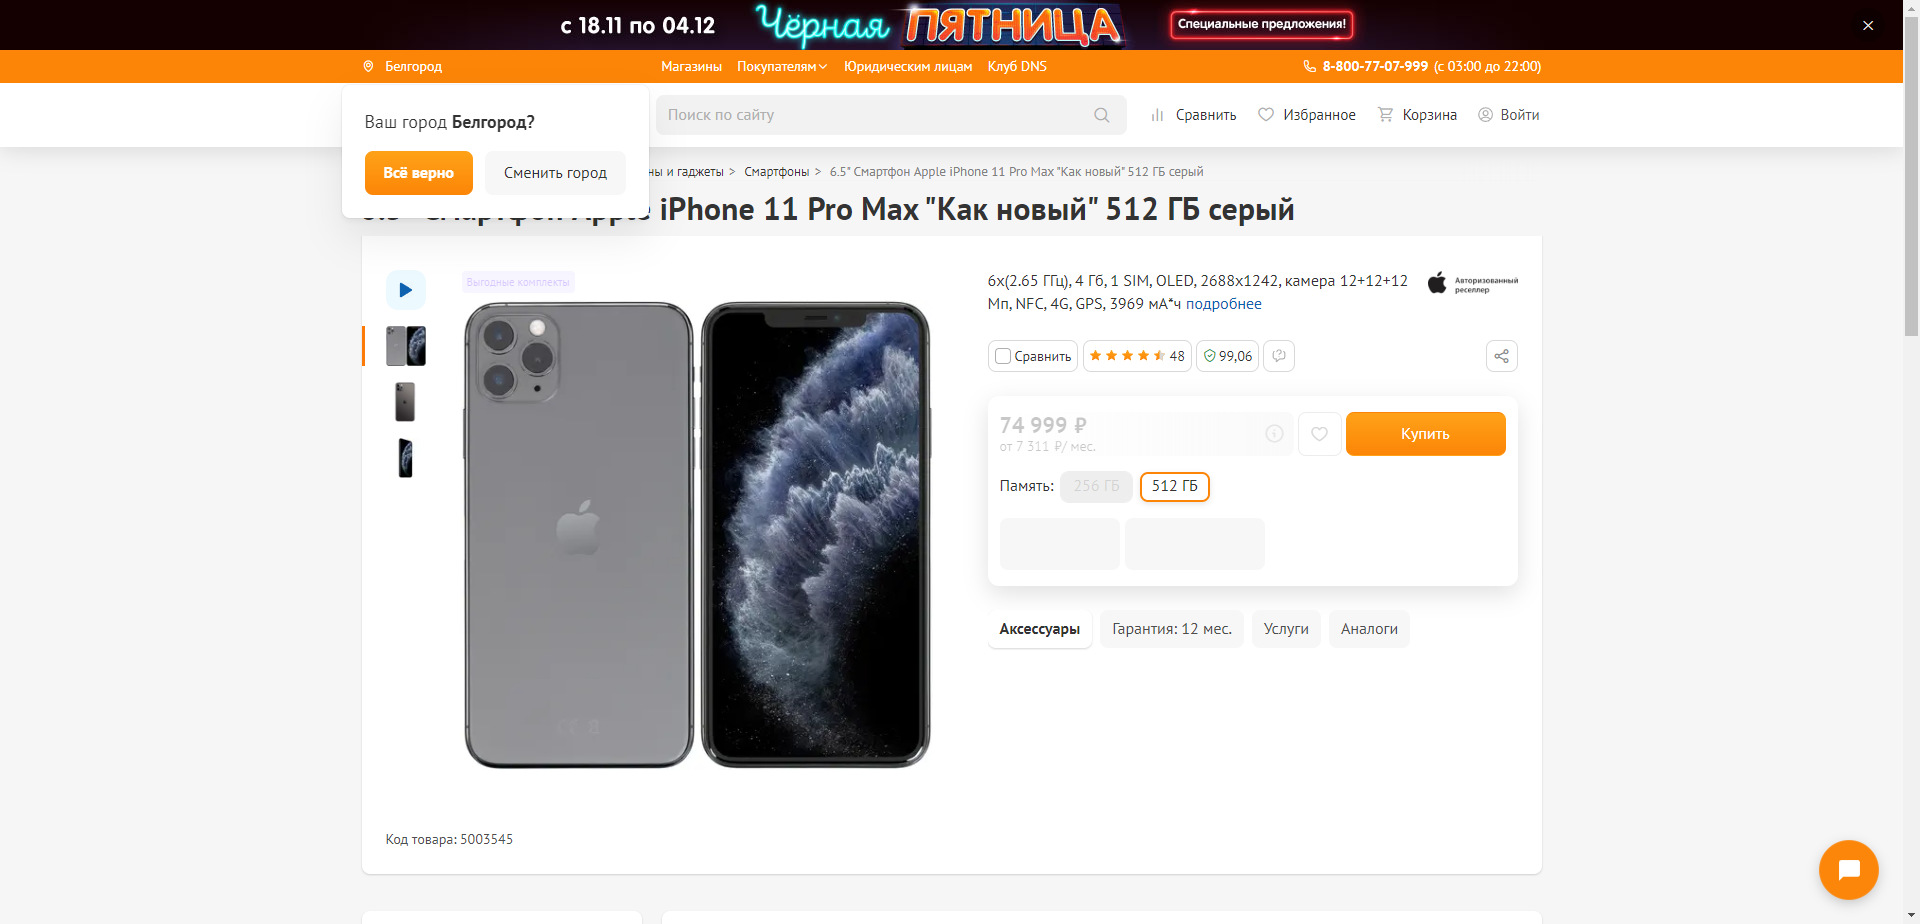 с 18.11 по 04.12
Чёрная
ПЯТНИЦА
Специальные предложения!
Белгород
Магазины
Покупателям
Юридическим лицам
Клуб DNS
8-800-77-07-999 (с 03:00 до 22:00)
Ваш город Белгород?
Всё верно
Сменить город
Поиск по сайту
Сравнить
Избранное
Корзина
Войти
ны и гаджеты > Смартфоны > 6.5" Смартфон Apple iPhone 11 Pro Max "Как новый" 512 ГБ серый
iPhone 11 Pro Max "Как новый" 512 ГБ серый
Выгодные комплекты
6x(2.65 ГГц), 4 Гб, 1 SIM, OLED, 2688x1242, камера 12+12+12
Мп, NFC, 4G, GPS, 3969 мА*ч подробнее
Авторизованный
реселлер
Сравнить
48
99,06
74 999 ₽
от 7 311 ₽/ мес.
Купить
Память:
256 ГБ
512 ГБ
Аксессуары
Гарантия: 12 мес.
Услуги
Аналоги
Код товара: 5003545